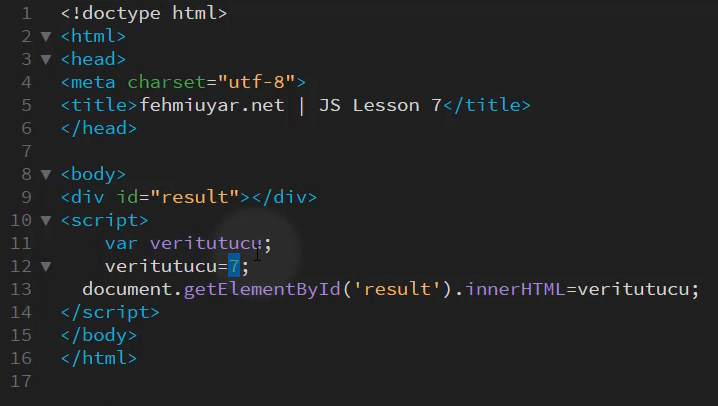 1 <!doctype html>
2 <html>
3 <head>
4 <meta charset="utf-8">
5 <title>fehmiuyar.net | JS Lesson 7</title>
6 </head>
7
8 <body>
9 <div id="result"></div>
10 <script>
11 var veritutucu;
12 veritutucu=7;
13 document.getElementById('result').innerHTML=veritutucu;
14 </script>
15 </body>
16 </html>
17